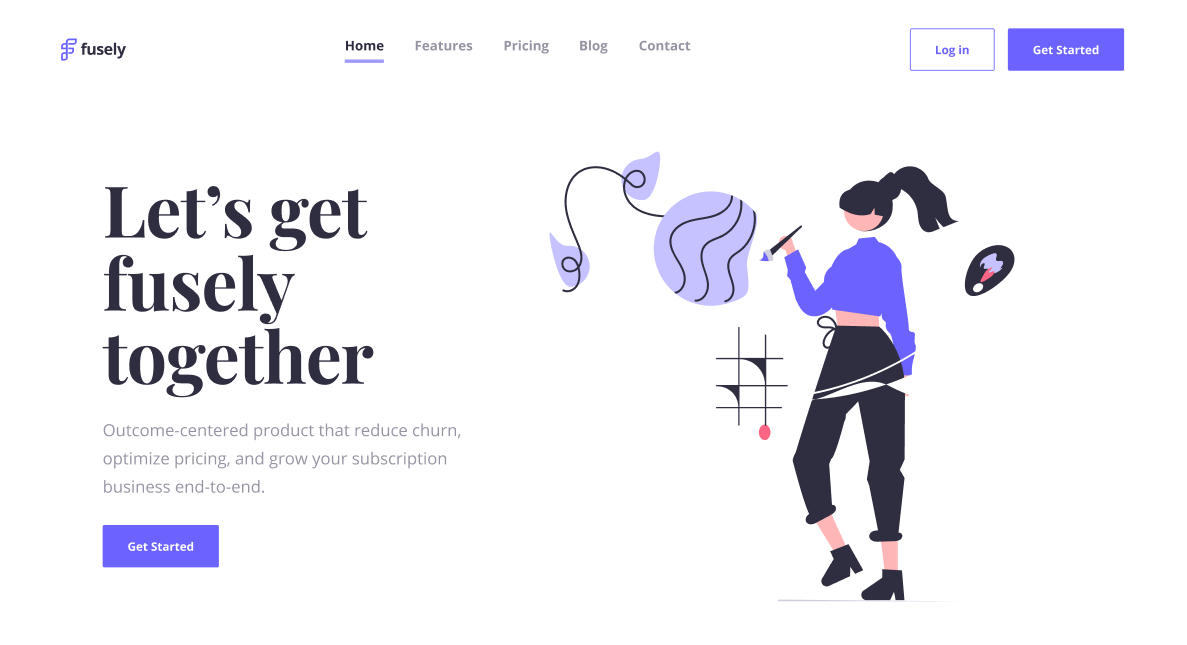 fusely
Home Features Pricing Blog Contact
Log in
Get Started
Let’s get
fusely
together
Outcome-centered product that reduce churn,
optimize pricing, and grow your subscription
business end-to-end.
Get Started